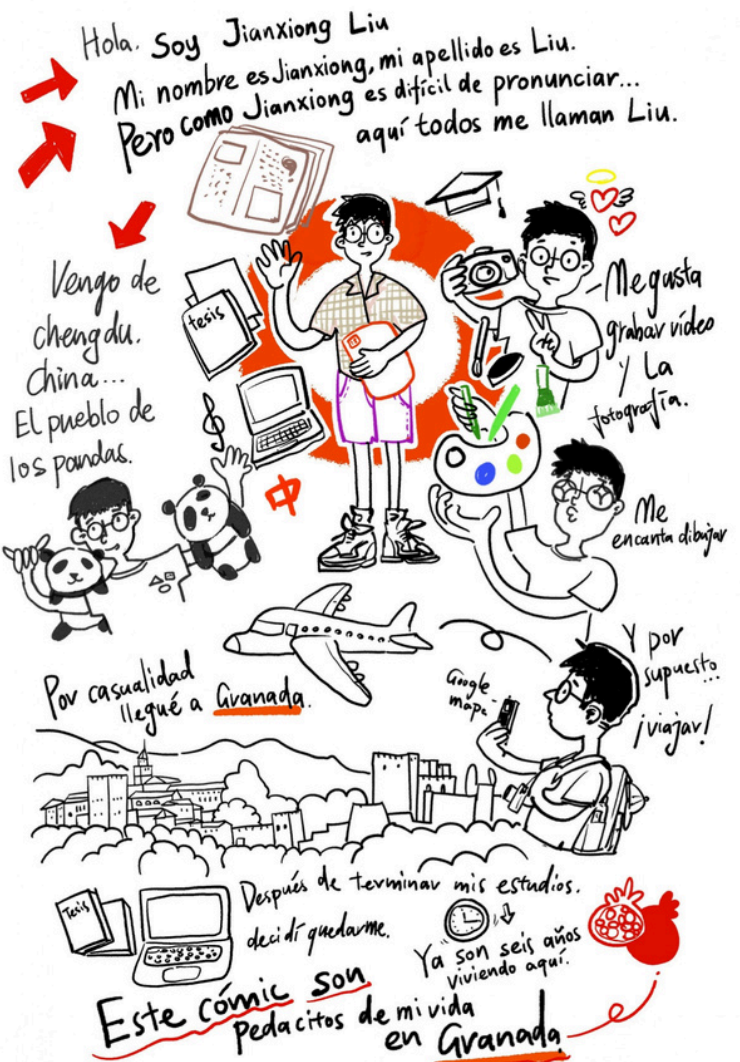 Hola. Soy Jianxiong Liu
Mi nombre es Jianxiong, mi apellido es Liu.
Pero como Jianxiong es difícil de pronunciar...
aquí todos me llaman Liu.
Vengo de
chengdu.
China...
El pueblo de
los pandas.
tesis
中
Me gusta
grabar vídeo
y La
fotografía.
Me
encanta dibujar
Y por
supuesto...
¡viajar!
Google
mapa
Por casualidad
llegué a Granada.
Tesis
Después de terminar mis estudios.
decidí quedarme.
Ya son seis años
viviendo aquí.
Este cómic son
pedacitos de mi vida
en Granada